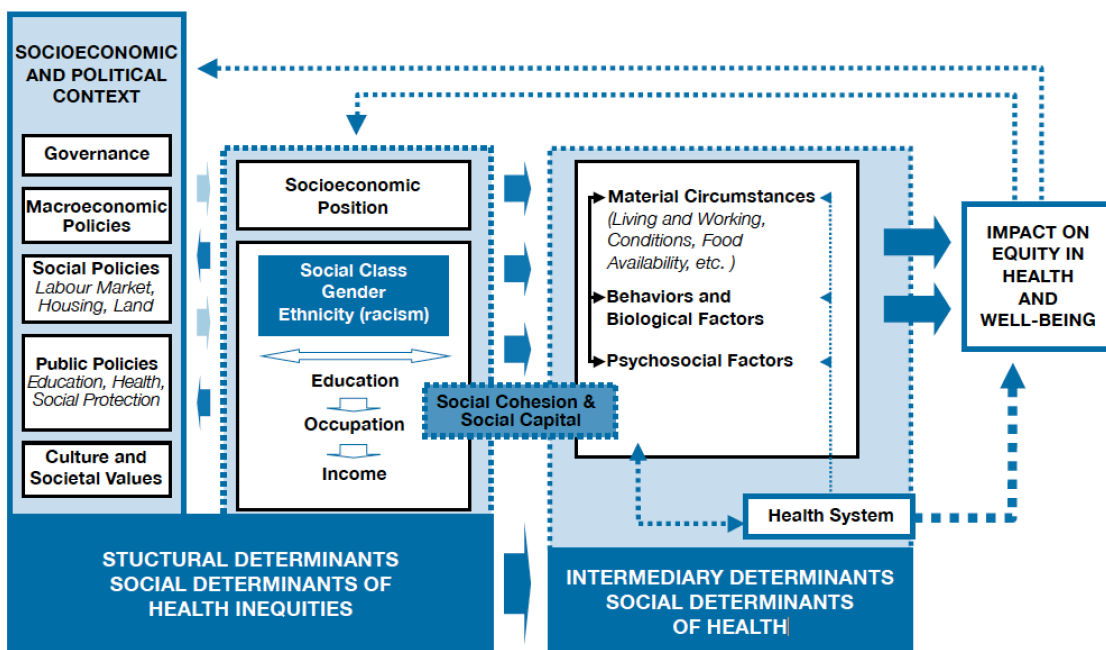 SOCIOECONOMIC
AND POLITICAL
CONTEXT
Governance
Macroeconomic
Policies
Social Policies
Labour Market,
Housing, Land
Public Policies
Education, Health,
Social Protection
Culture and
Societal Values
Socioeconomic
Position
Social Class
Gender
Ethnicity (racism)
Education
Occupation
Income
Social Cohesion &
Social Capital
Material Circumstances
(Living and Working,
Conditions, Food
Availability, etc. )
Behaviors and
Biological Factors
Psychosocial Factors
Health System
IMPACT ON
EQUITY IN
HEALTH
AND
WELL-BEING
STUCTURAL DETERMINANTS
SOCIAL DETERMINANTS OF
HEALTH INEQUITIES
INTERMEDIARY DETERMINANTS
SOCIAL DETERMINANTS
OF HEALTH